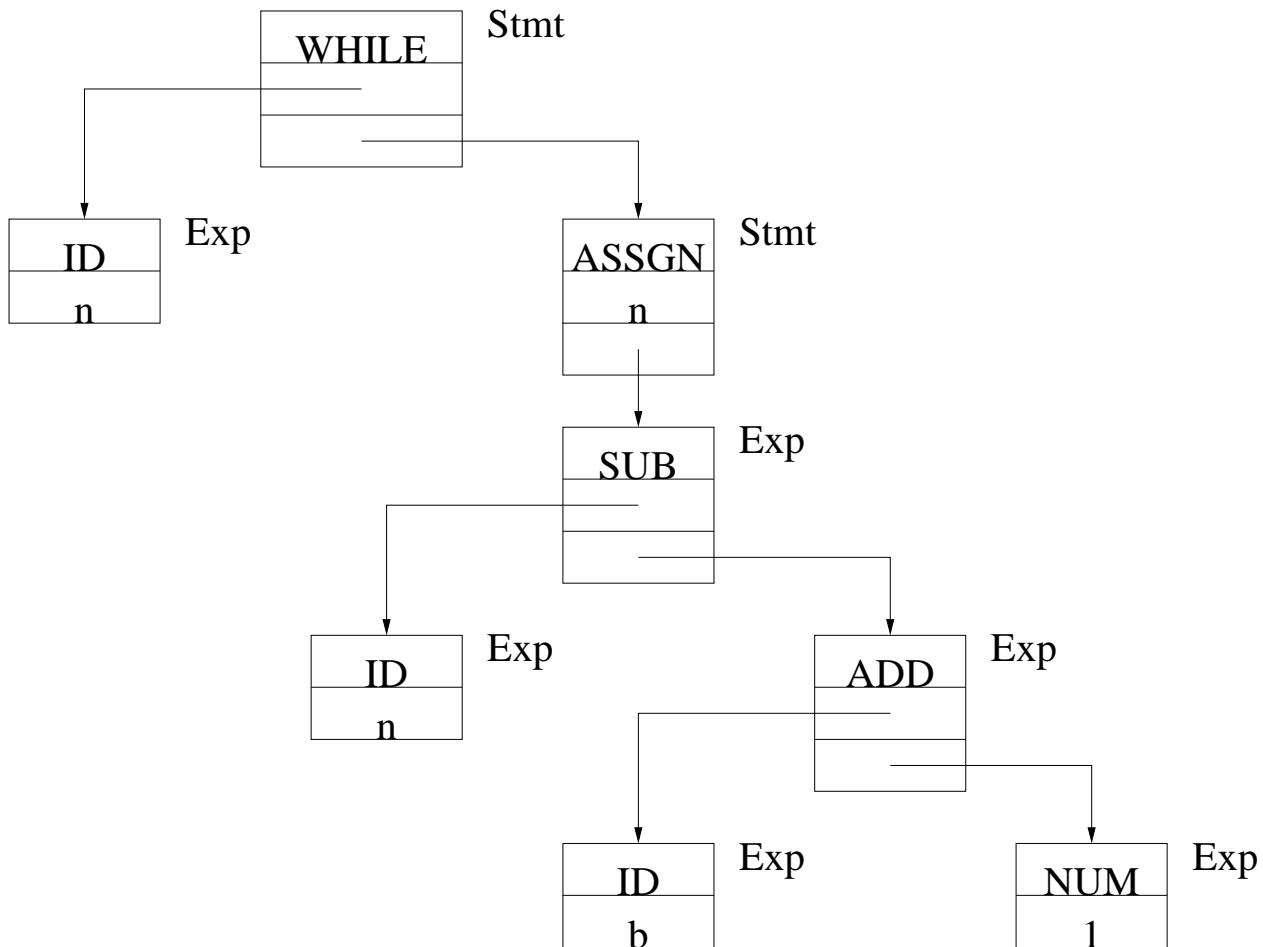 WHILE Stmt
ID Exp ASSGN Stmt
n n
SUB Exp
ID Exp ADD Exp
n
ID Exp NUM Exp
b 1